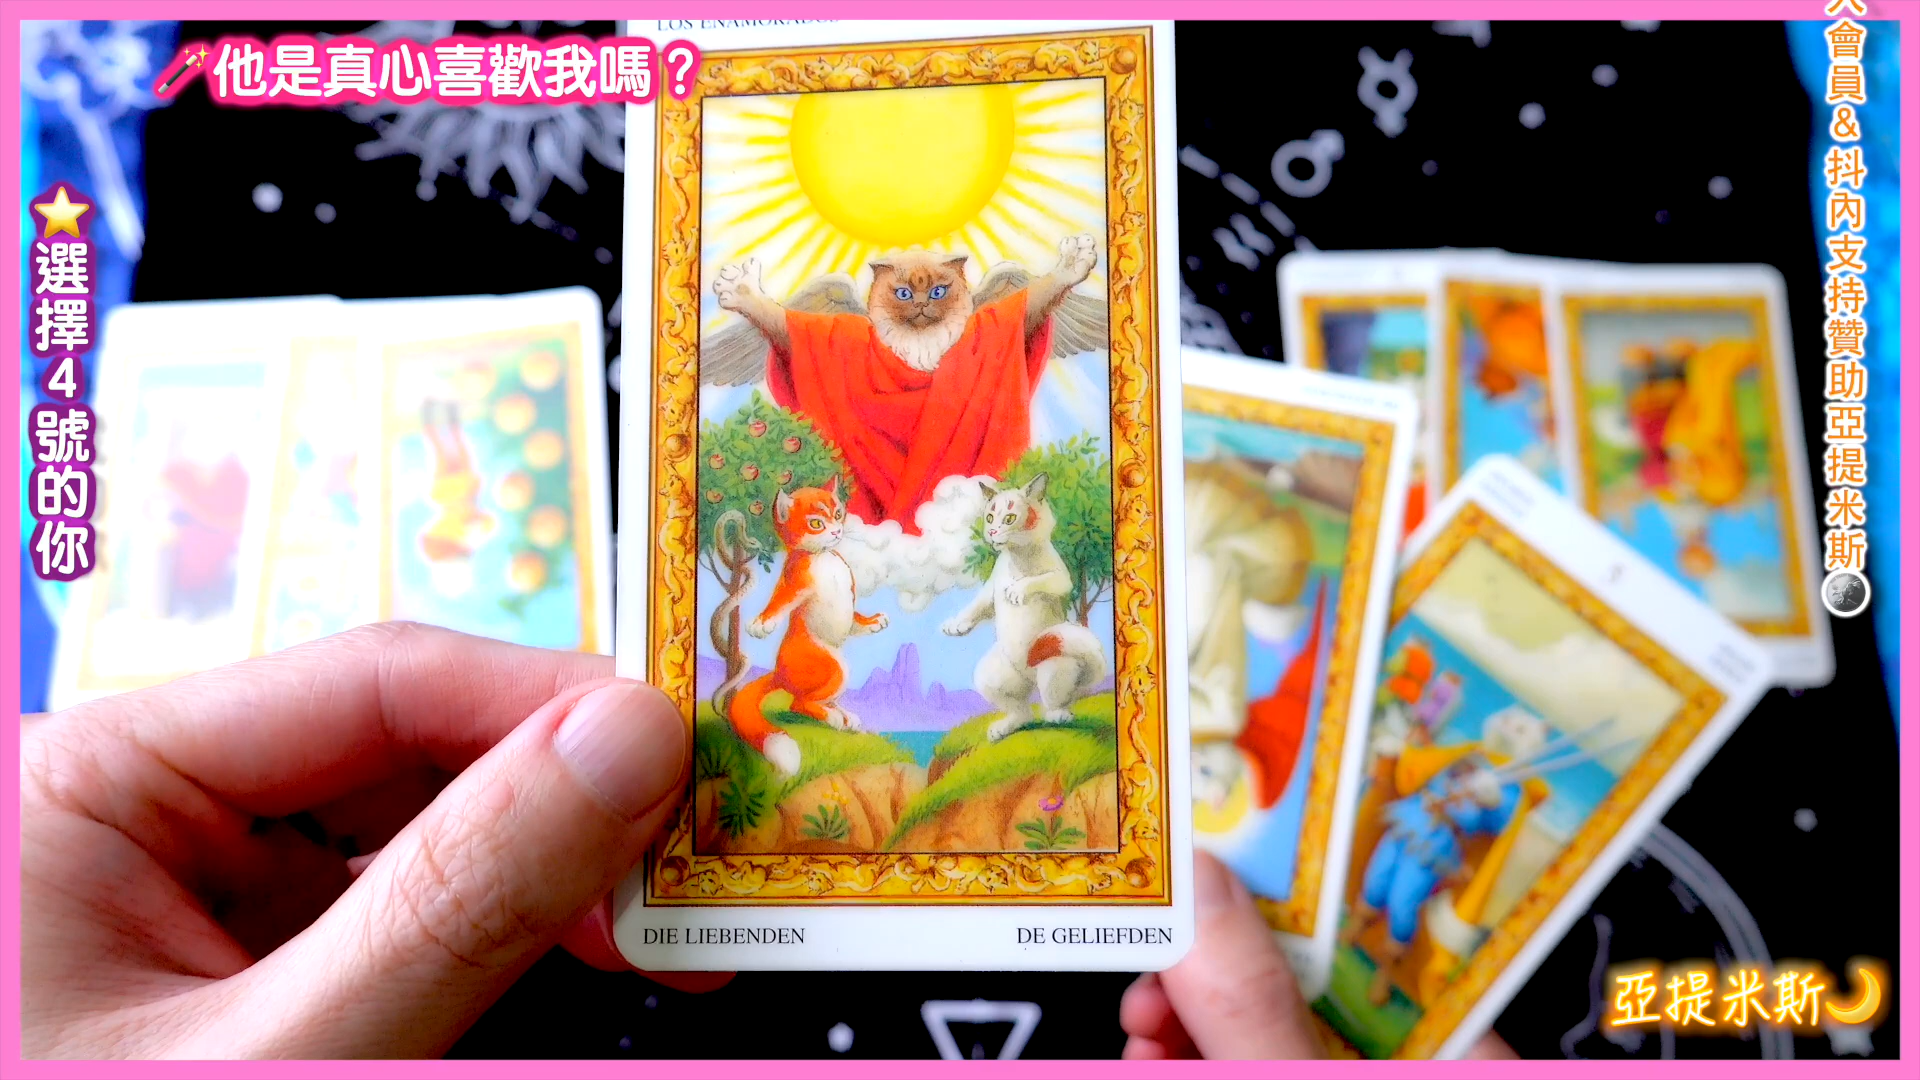 LOS ENAMORADOS
他是真心喜歡我嗎？
選擇4號的你
會員&抖內支持贊助亞提米斯
DIE LIEBENDEN
DE GELIEFDEN
亞提米斯